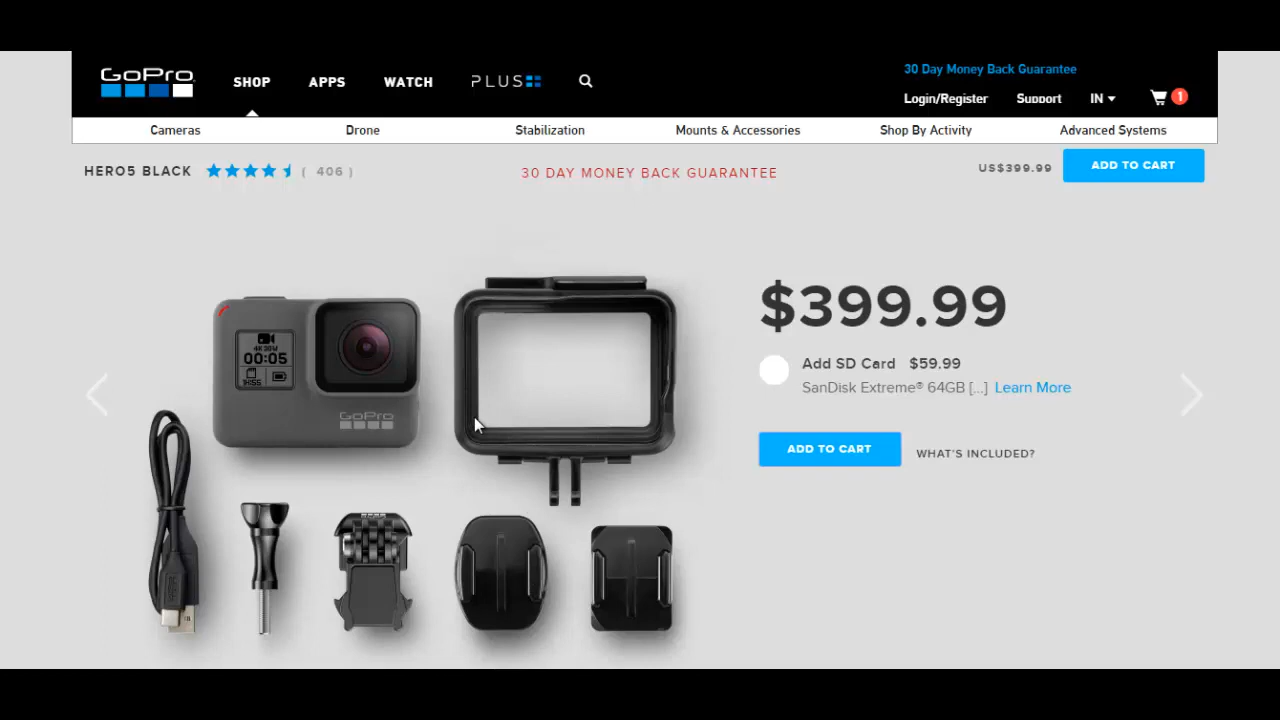 GoPro
SHOP
APPS
WATCH
PLUS
30 Day Money Back Guarantee
Login/Register
Support
IN
1
Cameras
Drone
Stabilization
Mounts & Accessories
Shop By Activity
Advanced Systems
HERO5 BLACK
( 406 )
30 DAY MONEY BACK GUARANTEE
US$399.99
ADD TO CART
$399.99
Add SD Card $59.99
SanDisk Extreme® 64GB [...] Learn More
ADD TO CART
WHAT'S INCLUDED?
00:05
GoPro